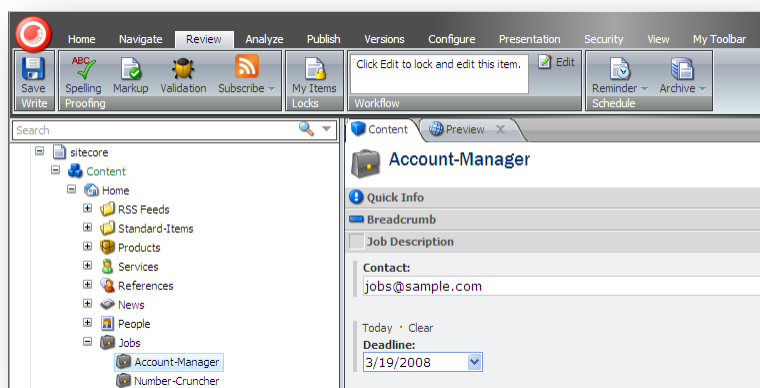 Home Navigate Review Analyze Publish Versions Configure Presentation Security View My Toolbar
ABC
Click Edit to lock and edit this item.
Edit
Save Spelling Markup Validation Subscribe My Items Reminder Archive
Write Proofing Locks Workflow Schedule
Search
Content Preview X
sitecore
Content
Home
RSS Feeds
Standard-Items
Products
Services
References
News
People
Jobs
Account-Manager
Number-Cruncher
Account-Manager
Quick Info
Breadcrumb
Job Description
Contact:
jobs@sample.com
Today · Clear
Deadline:
3/19/2008